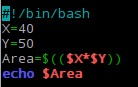 #!/bin/bash
X=40
Y=50
Area=$(($X*$Y))
echo $Area